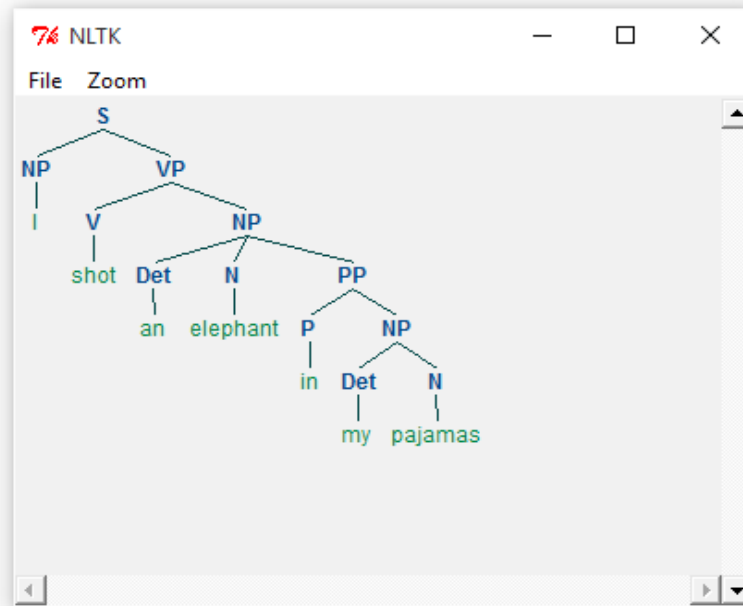 NLTK
File Zoom
S
NP VP
I V NP
shot Det N PP
an elephant P NP
in Det N
my pajamas